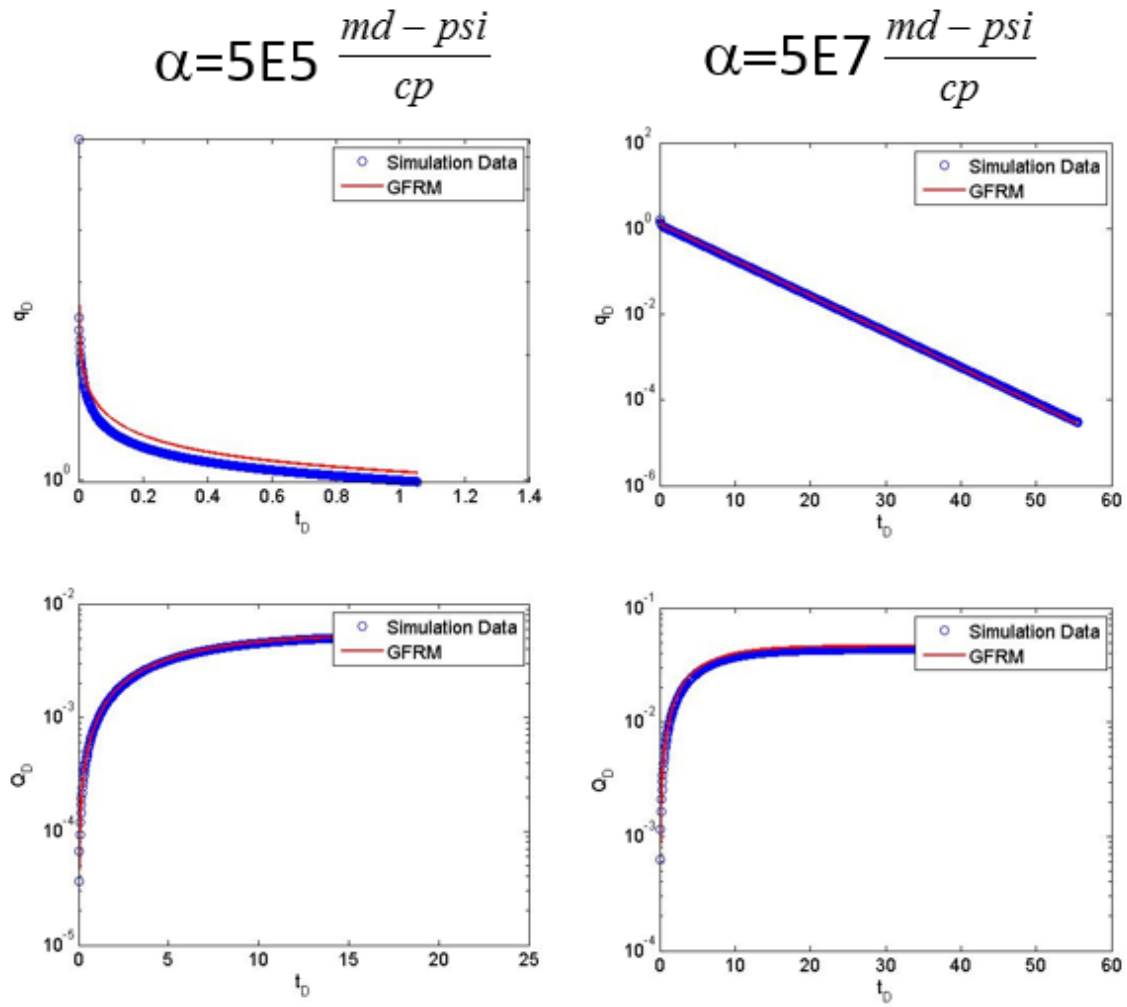 α=5E5 md – psi / cp
α=5E7 md – psi / cp
Simulation Data
GFRM
q_D
10^0
0 0.2 0.4 0.6 0.8 1 1.2 1.4
t_D
10^2
10^0
10^-2
10^-4
10^-6
Simulation Data
GFRM
q_D
0 10 20 30 40 50 60
t_D
10^-2
10^-3
10^-4
10^-5
Simulation Data
GFRM
Q_D
0 5 10 15 20 25
t_D
10^-1
10^-2
10^-3
10^-4
Simulation Data
GFRM
Q_D
0 10 20 30 40 50 60
t_D